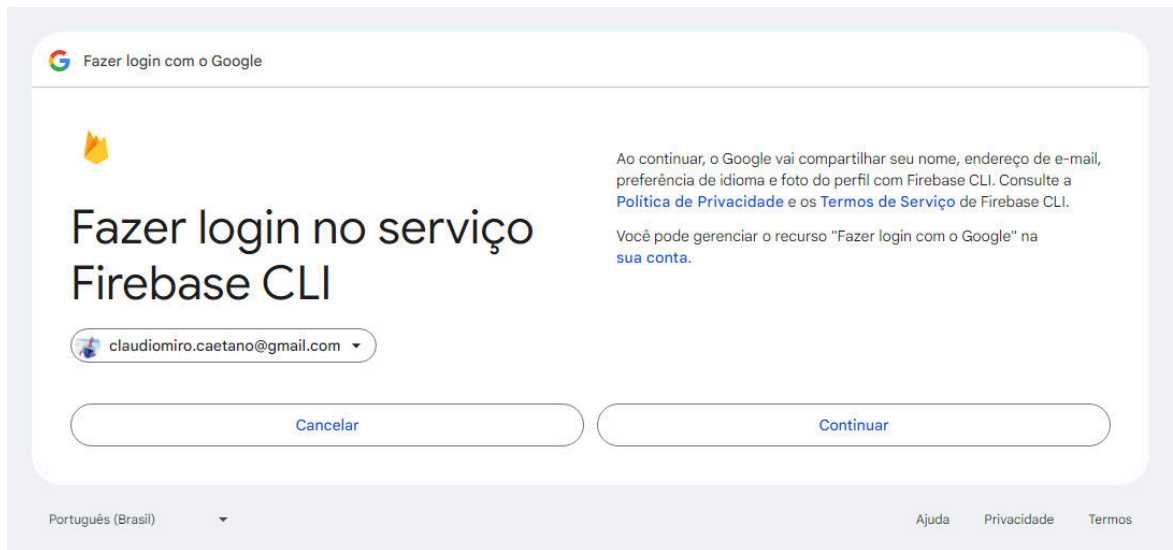 Fazer login com o Google
Fazer login no serviço
Firebase CLI
claudiomiro.caetano@gmail.com
Ao continuar, o Google vai compartilhar seu nome, endereço de e-mail,
preferência de idioma e foto do perfil com Firebase CLI. Consulte a
Política de Privacidade e os Termos de Serviço de Firebase CLI.
Você pode gerenciar o recurso "Fazer login com o Google" na
sua conta.
Cancelar
Continuar
Português (Brasil)
Ajuda
Privacidade
Termos